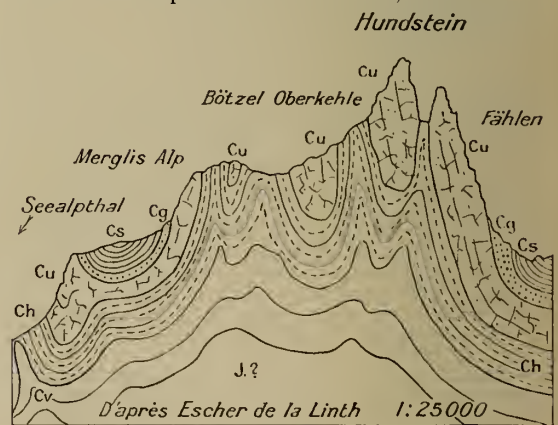 Hundstein
Cu
Bötzel Oberkehle
Cu
Fählen
Cu
Merglis Alp
Cu
Seealpthal
Cg
Cs
Cu
Cg
Cs
Ch
Cv
J.?
Ch
D'après Escher de la Linth 1:25000